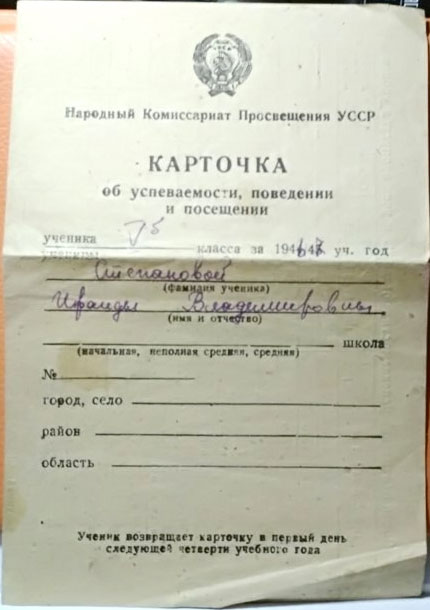 Народный Комиссариат Просвещения УССР
КАРТОЧКА
об успеваемости, поведении
и посещении
ученика
ученицы класса за 1946/47 уч. год
Степановой
(фамилия ученика)
Владимировны
(имя и отчество)
школа
(начальная, неполная средняя, средняя)
№
город, село
район
область
Ученик возвращает карточку в первый день
следующей четверти учебного года